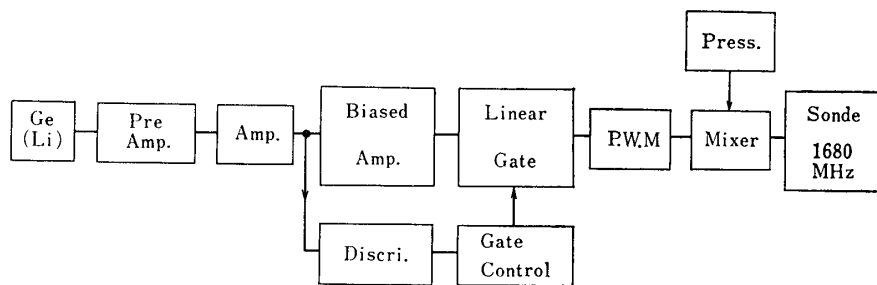 Press.
Ge
(Li)
Pre
Amp.
Amp.
Biased
Amp.
Linear
Gate
P.W.M
Mixer
Sonde
1680
MHz
Discri.
Gate
Control